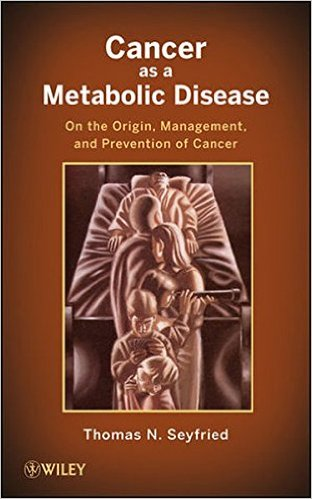 Cancer
as a
Metabolic Disease
On the Origin, Management,
and Prevention of Cancer
Thomas N. Seyfried
WILEY